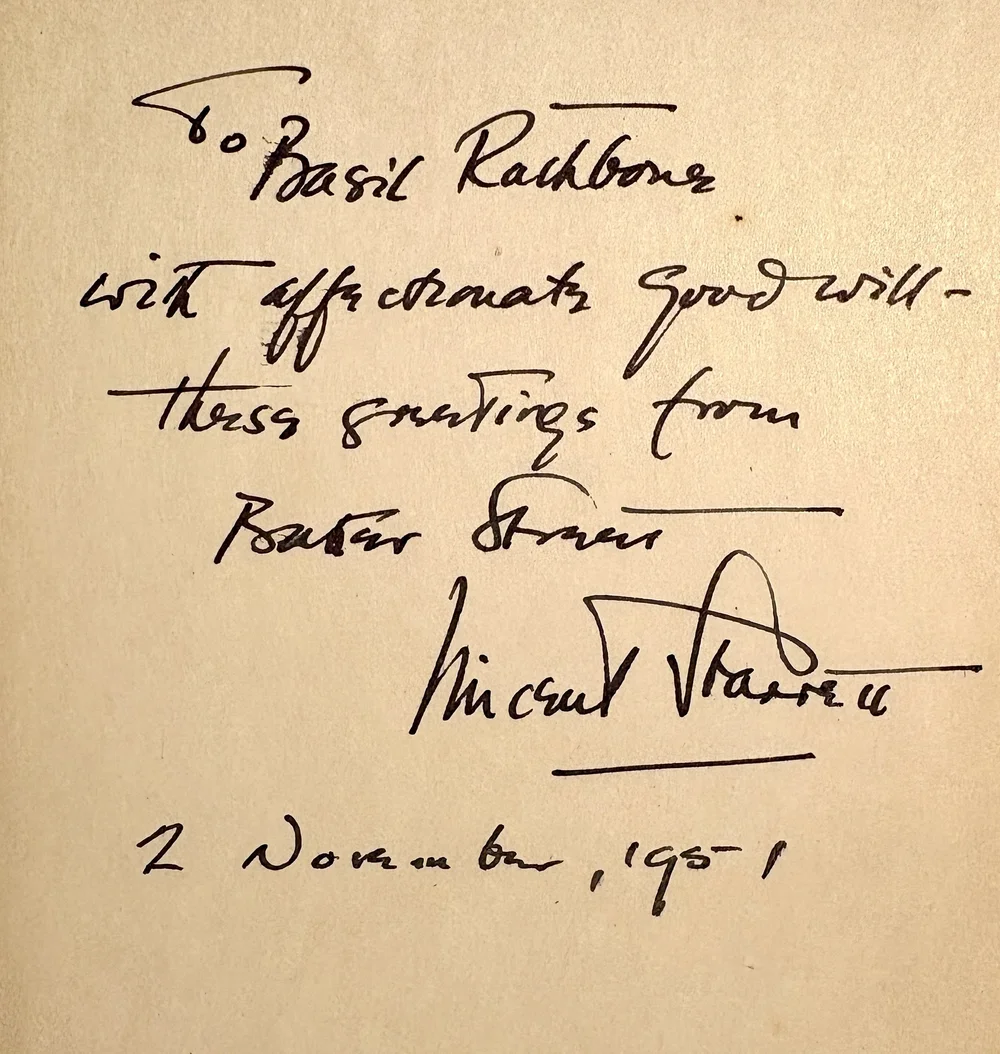 To Basil Rathbone
with affectionate good will -
these greetings from
Baker Street
Vincent Starrett
2 November, 1951